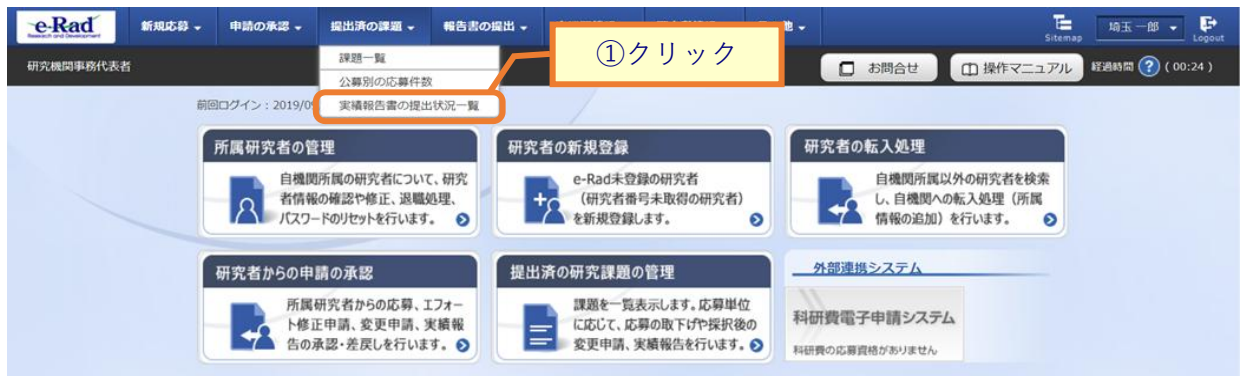 e-Rad
Research and Development
新規応募
申請の承認
提出済の課題
報告書の提出
他
Sitemap
埼玉 一郎
Logout
①クリック
研究機関事務代表者
課題一覧
公募別の応募件数
実績報告書の提出状況一覧
お問合せ
操作マニュアル
経過時間 ? ( 00:24 )
前回ログイン：2019/0
所属研究者の管理
自機関所属の研究者について、研究
者情報の確認や修正、退職処理、
パスワードのリセットを行います。
研究者の新規登録
e-Rad未登録の研究者
（研究者番号未取得の研究者）
を新規登録します。
研究者の転入処理
自機関所属以外の研究者を検索
し、自機関への転入処理（所属
情報の追加）を行います。
研究者からの申請の承認
所属研究者からの応募、エフォー
ト修正申請、変更申請、実績報
告の承認・差戻しを行います。
提出済の研究課題の管理
課題を一覧表示します。応募単位
に応じて、応募の取下げや採択後の
変更申請、実績報告を行います。
外部連携システム
科研費電子申請システム
科研費の応募資格がありません